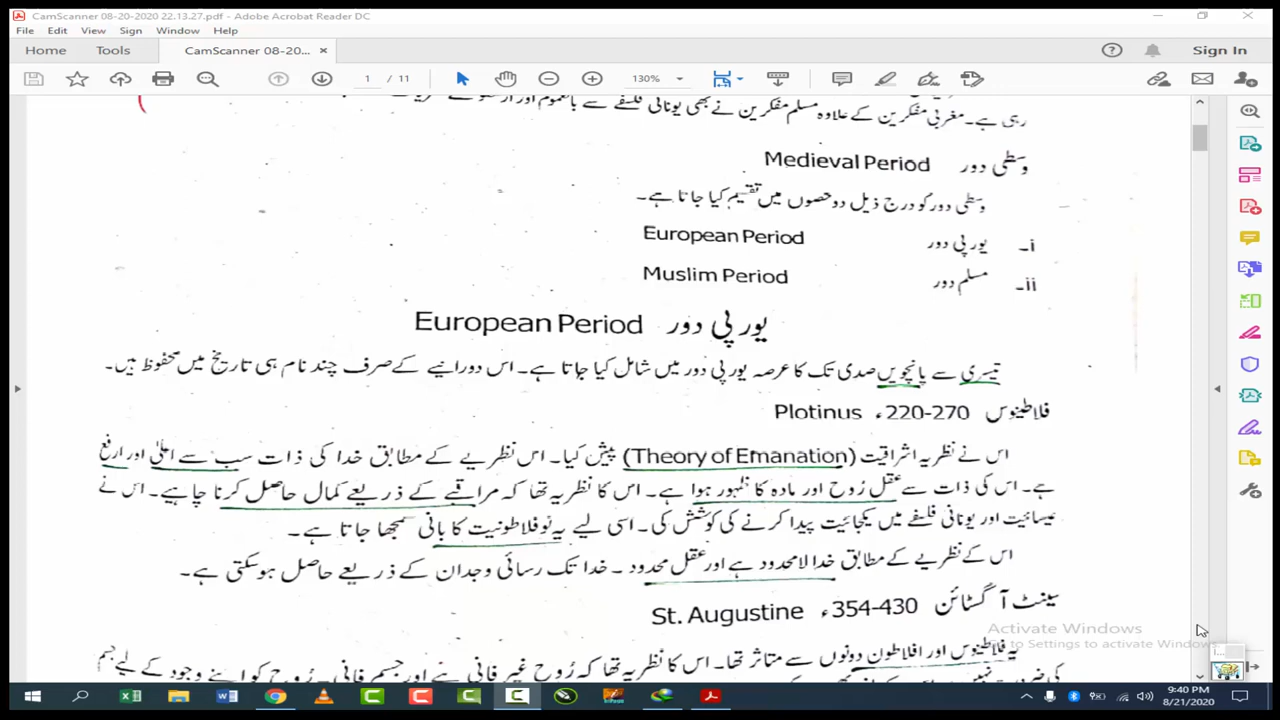 CamScanner 08-20-2020 22.13.27.pdf - Adobe Acrobat Reader DC
File Edit View Sign Window Help
Home Tools CamScanner 08-20... × Sign In
1 / 11 130%
رہی ہے۔ مغربی مفکرین کے علاوہ مسلم مفکرین نے بھی یونانی فلسفے سے بالعموم اور ارسطو کے
وسطی دور Medieval Period
وسطی دور کو درج ذیل دو حصوں میں تقسیم کیا جاتا ہے۔
i۔ یورپی دور European Period
ii۔ مسلم دور Muslim Period
یورپی دور European Period
تیسری سے پانچویں صدی تک کا عرصہ یورپی دور میں شامل کیا جاتا ہے۔ اس دورانیے کے صرف چند نام ہی تاریخ میں محفوظ ہیں۔
فلاطینوس 220-270ء Plotinus
اس نے نظریہ اشراقیت (Theory of Emanation) پیش کیا۔ اس نظریے کے مطابق خدا کی ذات سب سے اعلیٰ اور ارفع
ہے۔ اس کی ذات سے عقل روح اور مادہ کا ظہور ہوا ہے۔ اس کا نظریہ تھا کہ مراقبے کے ذریعے کمال حاصل کرنا چاہیے۔ اس نے
عیسائیت اور یونانی فلسفے میں یکجائیت پیدا کرنے کی کوشش کی۔ اسی لیے یہ نو فلاطونیت کا بانی سمجھا جاتا ہے۔
اس کے نظریے کے مطابق خدا لامحدود ہے اور عقل محدود۔ خدا تک رسائی وجدان کے ذریعے حاصل ہو سکتی ہے۔
سینٹ آگسٹائن 354-430ء St. Augustine
یہ فلاطینوس اور افلاطون دونوں سے متاثر تھا۔ اس کا نظریہ تھا کہ رُوح غیر فانی ہے اور جسم فانی۔ رُوح کو اپنے وجود کے لیے جسم
کی ضرورت نہیں
Activate Windows
to Settings to activate Windows.
9:40 PM
8/21/2020